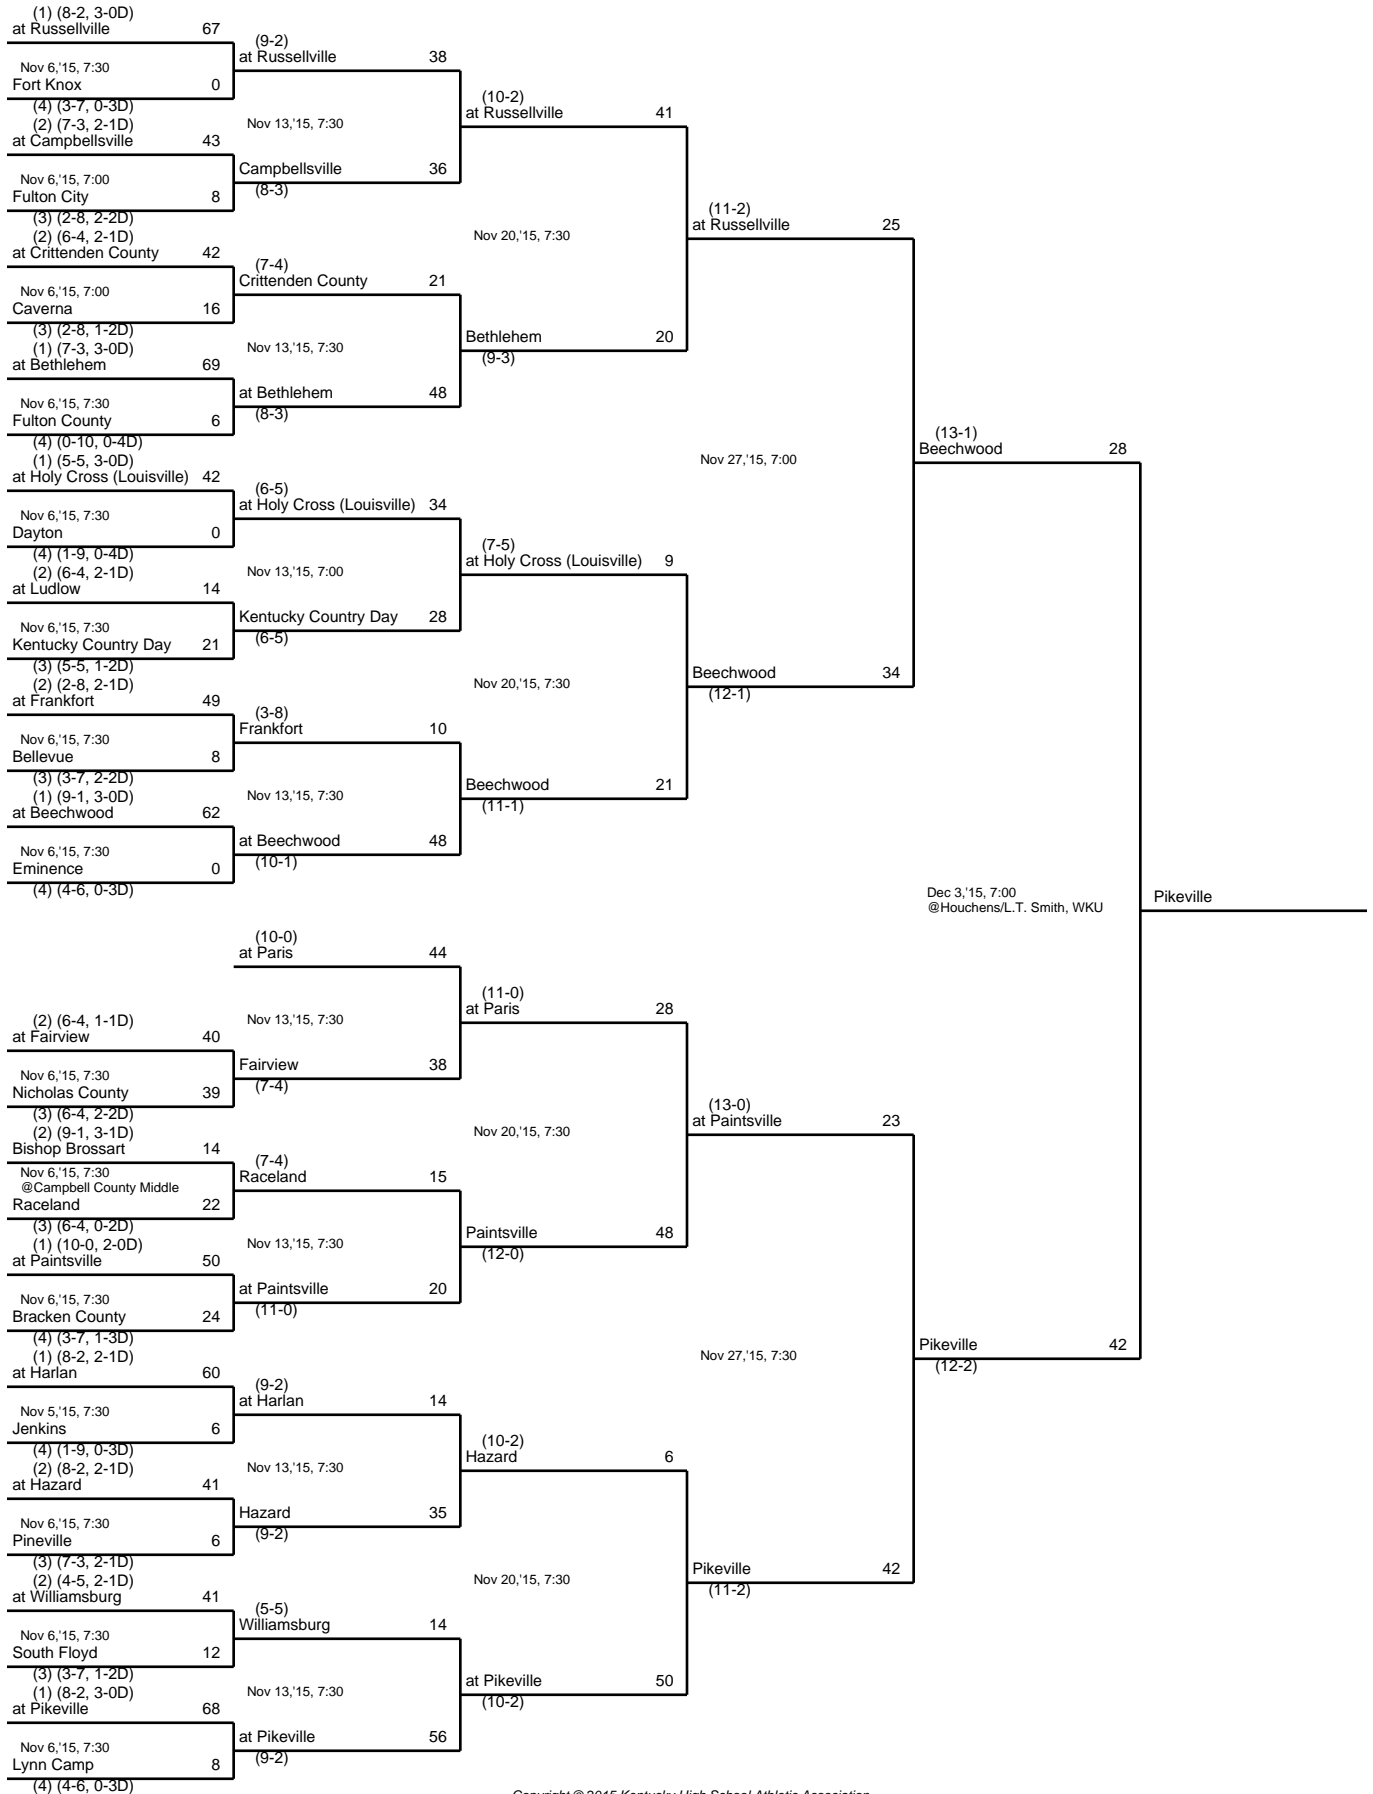 (1) (8-2, 3-0D)
at Russellville 67
Nov 6,'15, 7:30
Fort Knox 0
(4) (3-7, 0-3D)
(2) (7-3, 2-1D)
at Campbellsville 43
Nov 6,'15, 7:00
Fulton City 8
(3) (2-8, 2-2D)
(2) (6-4, 2-1D)
at Crittenden County 42
Nov 6,'15, 7:00
Caverna 16
(3) (2-8, 1-2D)
(1) (7-3, 3-0D)
at Bethlehem 69
Nov 6,'15, 7:30
Fulton County 6
(4) (0-10, 0-4D)
(1) (5-5, 3-0D)
at Holy Cross (Louisville) 42
Nov 6,'15, 7:30
Dayton 0
(4) (1-9, 0-4D)
(2) (6-4, 2-1D)
at Ludlow 14
Nov 6,'15, 7:30
Kentucky Country Day 21
(3) (5-5, 1-2D)
(2) (2-8, 2-1D)
at Frankfort 49
Nov 6,'15, 7:30
Bellevue 8
(3) (3-7, 2-2D)
(1) (9-1, 3-0D)
at Beechwood 62
Nov 6,'15, 7:30
Eminence 0
(4) (4-6, 0-3D)
(2) (6-4, 1-1D)
at Fairview 40
Nov 6,'15, 7:30
Nicholas County 39
(3) (6-4, 2-2D)
(2) (9-1, 3-1D)
Bishop Brossart 14
Nov 6,'15, 7:30
@Campbell County Middle
Raceland 22
(3) (6-4, 0-2D)
(1) (10-0, 2-0D)
at Paintsville 50
Nov 6,'15, 7:30
Bracken County 24
(4) (3-7, 1-3D)
(1) (8-2, 2-1D)
at Harlan 60
Nov 5,'15, 7:30
Jenkins 6
(4) (1-9, 0-3D)
(2) (8-2, 2-1D)
at Hazard 41
Nov 6,'15, 7:30
Pineville 6
(3) (7-3, 2-1D)
(2) (4-5, 2-1D)
at Williamsburg 41
Nov 6,'15, 7:30
South Floyd 12
(3) (3-7, 1-2D)
(1) (8-2, 3-0D)
at Pikeville 68
Nov 6,'15, 7:30
Lynn Camp 8
(4) (4-6, 0-3D)
(9-2)
at Russellville 38
Nov 13,'15, 7:30
Campbellsville 36
(8-3)
(7-4)
Crittenden County 21
Nov 13,'15, 7:30
at Bethlehem 48
(8-3)
(6-5)
at Holy Cross (Louisville) 34
Nov 13,'15, 7:00
Kentucky Country Day 28
(6-5)
(3-8)
Frankfort 10
Nov 13,'15, 7:30
at Beechwood 48
(10-1)
(10-0)
at Paris 44
Nov 13,'15, 7:30
Fairview 38
(7-4)
(7-4)
Raceland 15
Nov 13,'15, 7:30
at Paintsville 20
(11-0)
(9-2)
at Harlan 14
Nov 13,'15, 7:30
Hazard 35
(9-2)
(5-5)
Williamsburg 14
Nov 13,'15, 7:30
at Pikeville 56
(9-2)
(10-2)
at Russellville 41
Nov 20,'15, 7:30
Bethlehem 20
(9-3)
(7-5)
at Holy Cross (Louisville) 9
Nov 20,'15, 7:30
Beechwood 21
(11-1)
(11-0)
at Paris 28
Nov 20,'15, 7:30
Paintsville 48
(12-0)
(10-2)
Hazard 6
Nov 20,'15, 7:30
at Pikeville 50
(10-2)
(11-2)
at Russellville 25
Nov 27,'15, 7:00
Beechwood 34
(12-1)
(13-0)
at Paintsville 23
Nov 27,'15, 7:30
Pikeville 42
(11-2)
(13-1)
Beechwood 28
Dec 3,'15, 7:00
@Houchens/L.T. Smith, WKU
Pikeville 42
(12-2)
Pikeville
Copyright @ 2015 Kentucky High School Athletic Association